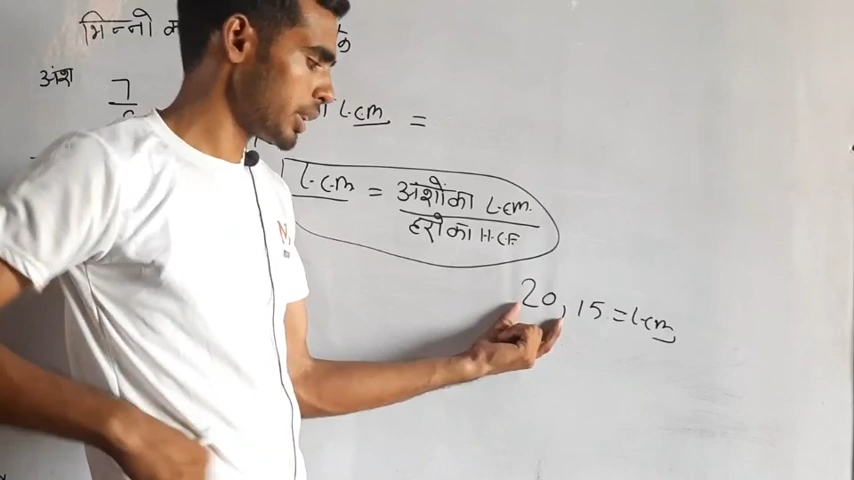 भिन्नो
अंश
7
L.C.M =
L.C.M = अंशोंका L.C.M.
हरोका H.C.F.
20, 15 = L.C.M